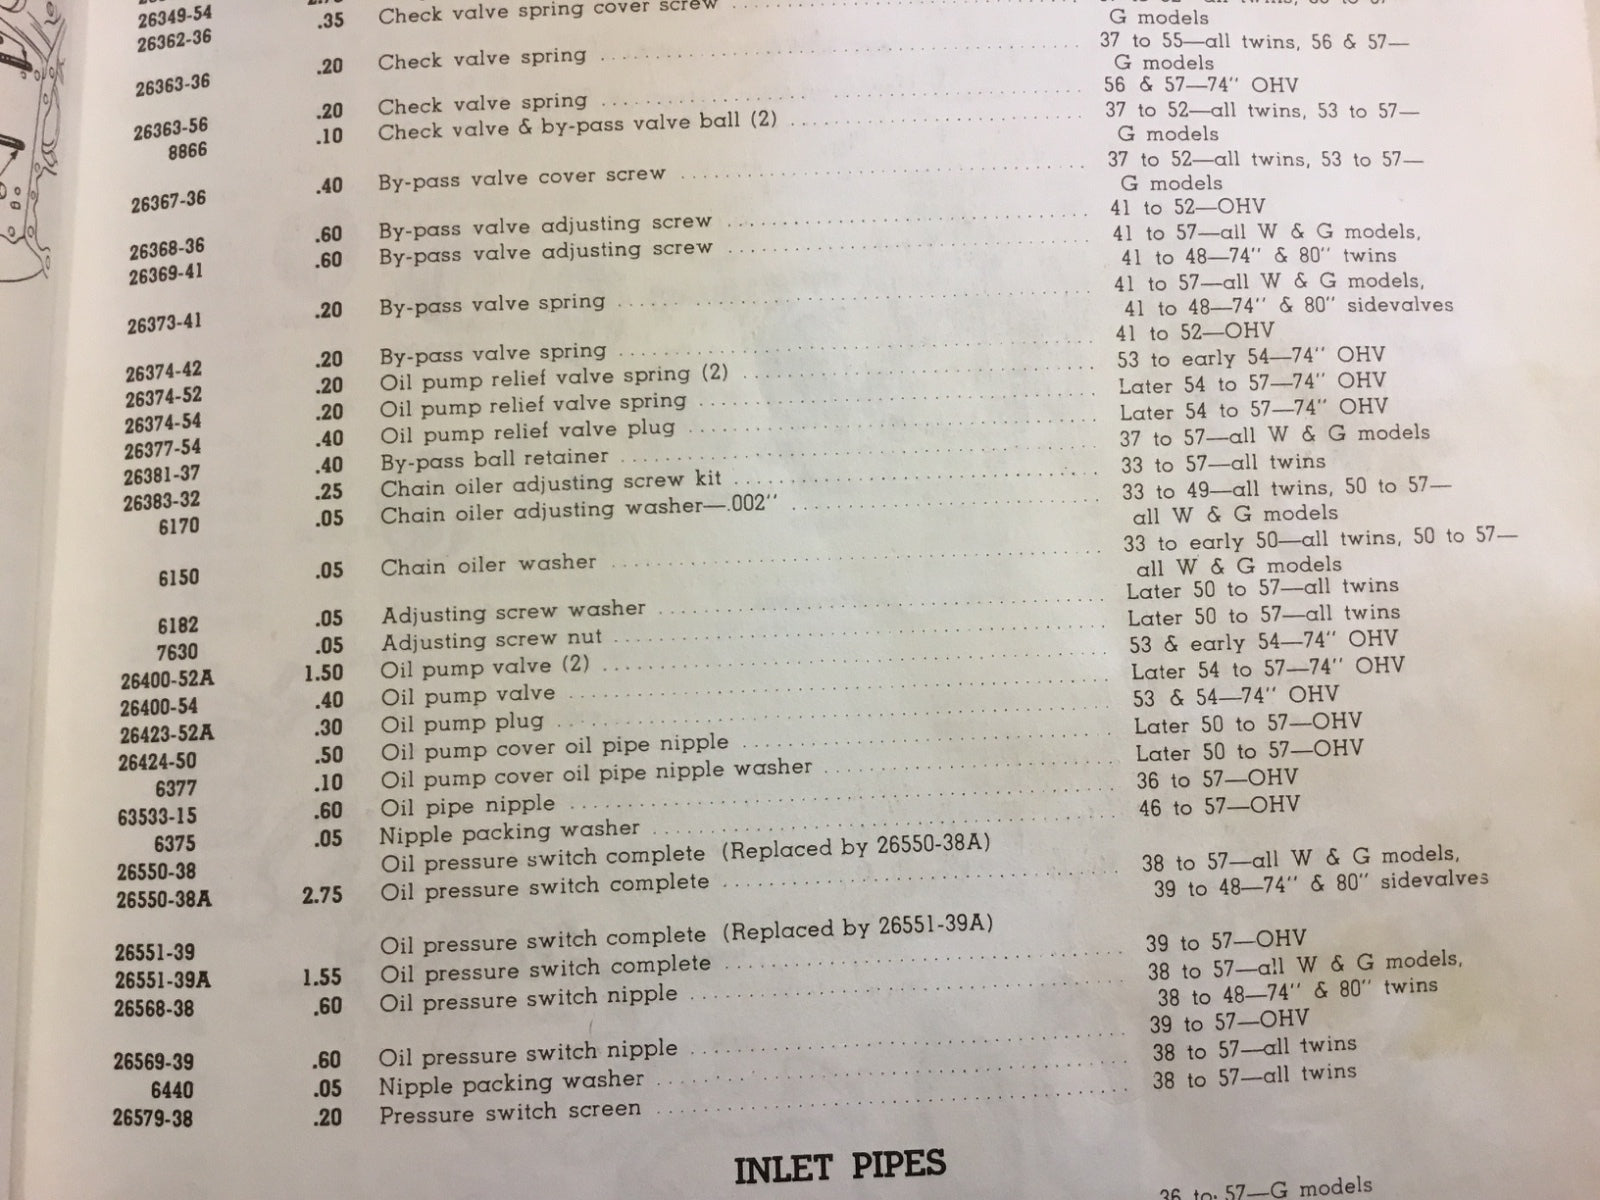 26349-54
26362-36 .35 Check valve spring cover screw
G models
26363-36 .20 Check valve spring 37 to 55—all twins, 56 & 57—
G models
26363-56 .20 Check valve spring 56 & 57—74" OHV
8866 .10 Check valve & by-pass valve ball (2) 37 to 52—all twins, 53 to 57—
G models
26367-36 .40 By-pass valve cover screw 37 to 52—all twins, 53 to 57—
G models
26368-36 .60 By-pass valve adjusting screw 41 to 52—OHV
26369-41 .60 By-pass valve adjusting screw 41 to 57—all W & G models,
41 to 48—74" & 80" twins
26373-41 .20 By-pass valve spring 41 to 57—all W & G models,
41 to 48—74" & 80" sidevalves
26374-42 .20 By-pass valve spring 41 to 52—OHV
26374-52 .20 Oil pump relief valve spring (2) 53 to early 54—74" OHV
26374-54 .20 Oil pump relief valve spring Later 54 to 57—74" OHV
26377-54 .40 Oil pump relief valve plug Later 54 to 57—74" OHV
26381-37 .40 By-pass ball retainer 37 to 57—all W & G models
26383-32 .25 Chain oiler adjusting screw kit 33 to 57—all twins
6170 .05 Chain oiler adjusting washer—.002" 33 to 49—all twins, 50 to 57—
all W & G models
6150 .05 Chain oiler washer 33 to early 50—all twins, 50 to 57—
all W & G models
6182 .05 Adjusting screw washer Later 50 to 57—all twins
7630 .05 Adjusting screw nut Later 50 to 57—all twins
26400-52A 1.50 Oil pump valve (2) 53 & early 54—74" OHV
26400-54 .40 Oil pump valve Later 54 to 57—74" OHV
26423-52A .30 Oil pump plug 53 & 54—74" OHV
26424-50 .50 Oil pump cover oil pipe nipple Later 50 to 57—OHV
6377 .10 Oil pump cover oil pipe nipple washer Later 50 to 57—OHV
63533-15 .60 Oil pipe nipple 36 to 57—OHV
6375 .05 Nipple packing washer 46 to 57—OHV
26550-38 Oil pressure switch complete (Replaced by 26550-38A)
26550-38A 2.75 Oil pressure switch complete 38 to 57—all W & G models,
39 to 48—74" & 80" sidevalves
26551-39 Oil pressure switch complete (Replaced by 26551-39A)
26551-39A 1.55 Oil pressure switch complete 39 to 57—OHV
26568-38 .60 Oil pressure switch nipple 38 to 57—all W & G models,
38 to 48—74" & 80" twins
26569-39 .60 Oil pressure switch nipple 39 to 57—OHV
6440 .05 Nipple packing washer 38 to 57—all twins
26579-38 .20 Pressure switch screen 38 to 57—all twins
INLET PIPES
36 to 57—G models